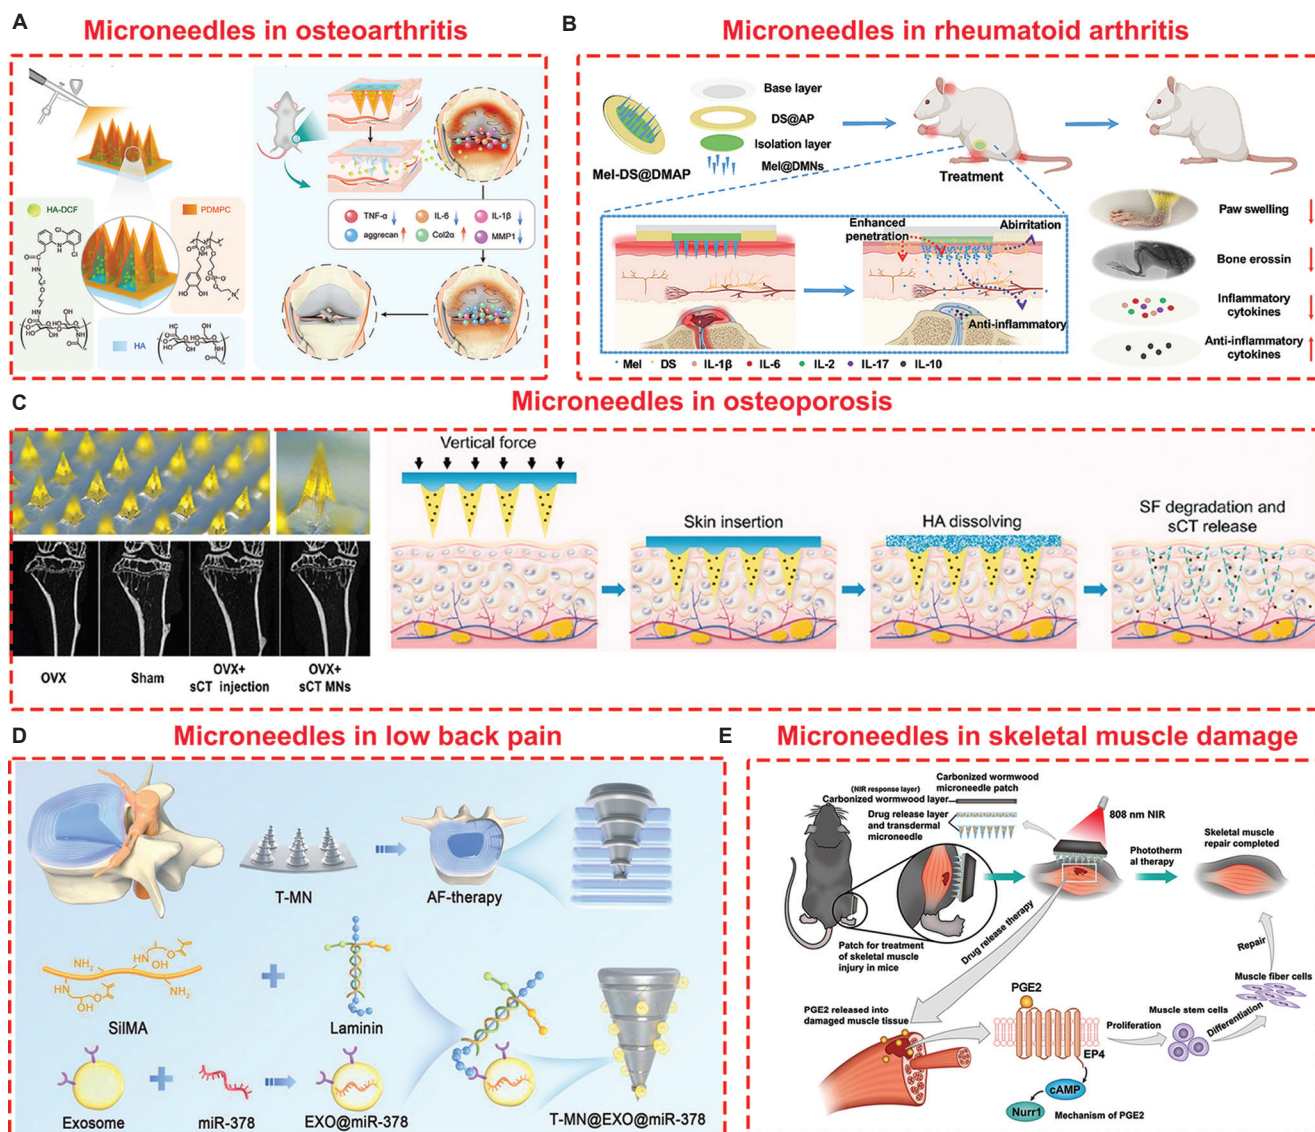 A
Microneedles in osteoarthritis
HA-DCF
PDMPC
HA
TNF-α
IL-6
IL-1β
aggrecan
Col2α
MMP1
B
Microneedles in rheumatoid arthritis
Base layer
DS@AP
Isolation layer
Mel@DMNs
Mel-DS@DMAP
Treatment
Enhanced
penetration
Abirritation
Anti-inflammatory
Mel DS IL-1β IL-6 IL-2 IL-17 IL-10
Paw swelling
Bone erossin
Inflammatory
cytokines
Anti-inflammatory
cytokines
C
Microneedles in osteoporosis
OVX
Sham
OVX+
sCT injection
OVX+
sCT MNs
Vertical force
Skin insertion
HA dissolving
SF degradation and
sCT release
D
Microneedles in low back pain
T-MN
AF-therapy
NH2
HN
OH
O
HN
O
OH
NH2
SilMA
Laminin
Exosome
miR-378
EXO@miR-378
T-MN@EXO@miR-378
E
Microneedles in skeletal muscle damage
Carbonized wormwood
microneedle patch
(NIR response layer)
Carbonized wormwood layer
Drug release layer
and transdermal
microneedle
808 nm NIR
Phototherm
al therapy
Skeletal muscle
repair completed
Patch for treatment
of skeletal muscle
injury in mice
Drug release therapy
PGE2 released into
damaged muscle tissue
PGE2
EP4
cAMP
Nurr1
Mechanism of PGE2
Proliferation
Muscle stem cells
Differentiation
Muscle fiber cells
Repair